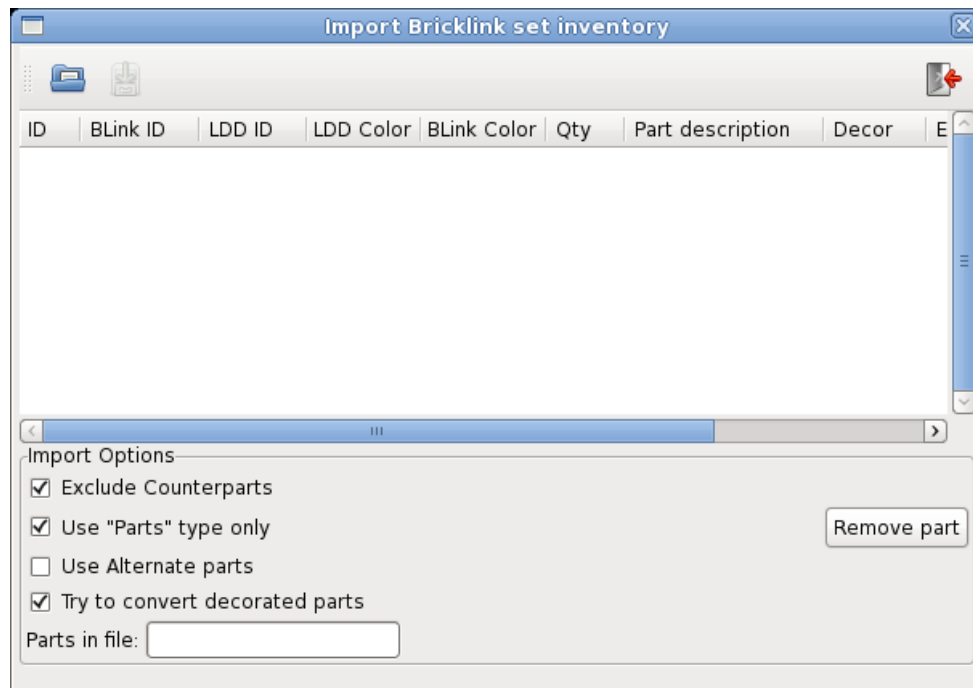 Import Bricklink set inventory
ID BLink ID LDD ID LDD Color BLink Color Qty Part description Decor E
Import Options
Exclude Counterparts
Use "Parts" type only Remove part
Use Alternate parts
Try to convert decorated parts
Parts in file: